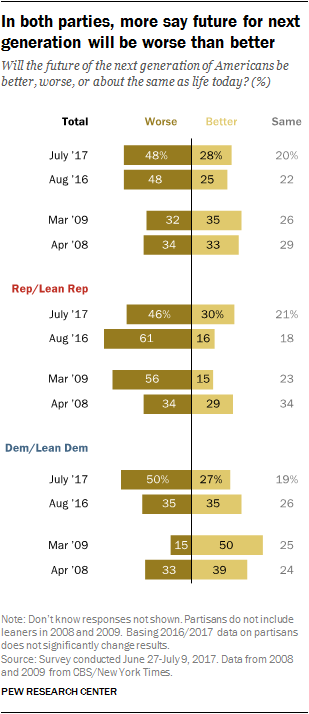 In both parties, more say future for next
generation will be worse than better
Will the future of the next generation of Americans be
better, worse, or about the same as life today? (%)
Total Worse Better Same
July '17 48% 28% 20%
Aug '16 48 25 22
Mar '09 32 35 26
Apr '08 34 33 29
Rep/Lean Rep
July '17 46% 30% 21%
Aug '16 61 16 18
Mar '09 56 15 23
Apr '08 34 29 34
Dem/Lean Dem
July '17 50% 27% 19%
Aug '16 35 35 26
Mar '09 15 50 25
Apr '08 33 39 24
Note: Don't know responses not shown. Partisans do not include
leaners in 2008 and 2009. Basing 2016/2017 data on partisans
does not significantly change results.
Source: Survey conducted June 27-July 9, 2017. Data from 2008
and 2009 from CBS/New York Times.
PEW RESEARCH CENTER